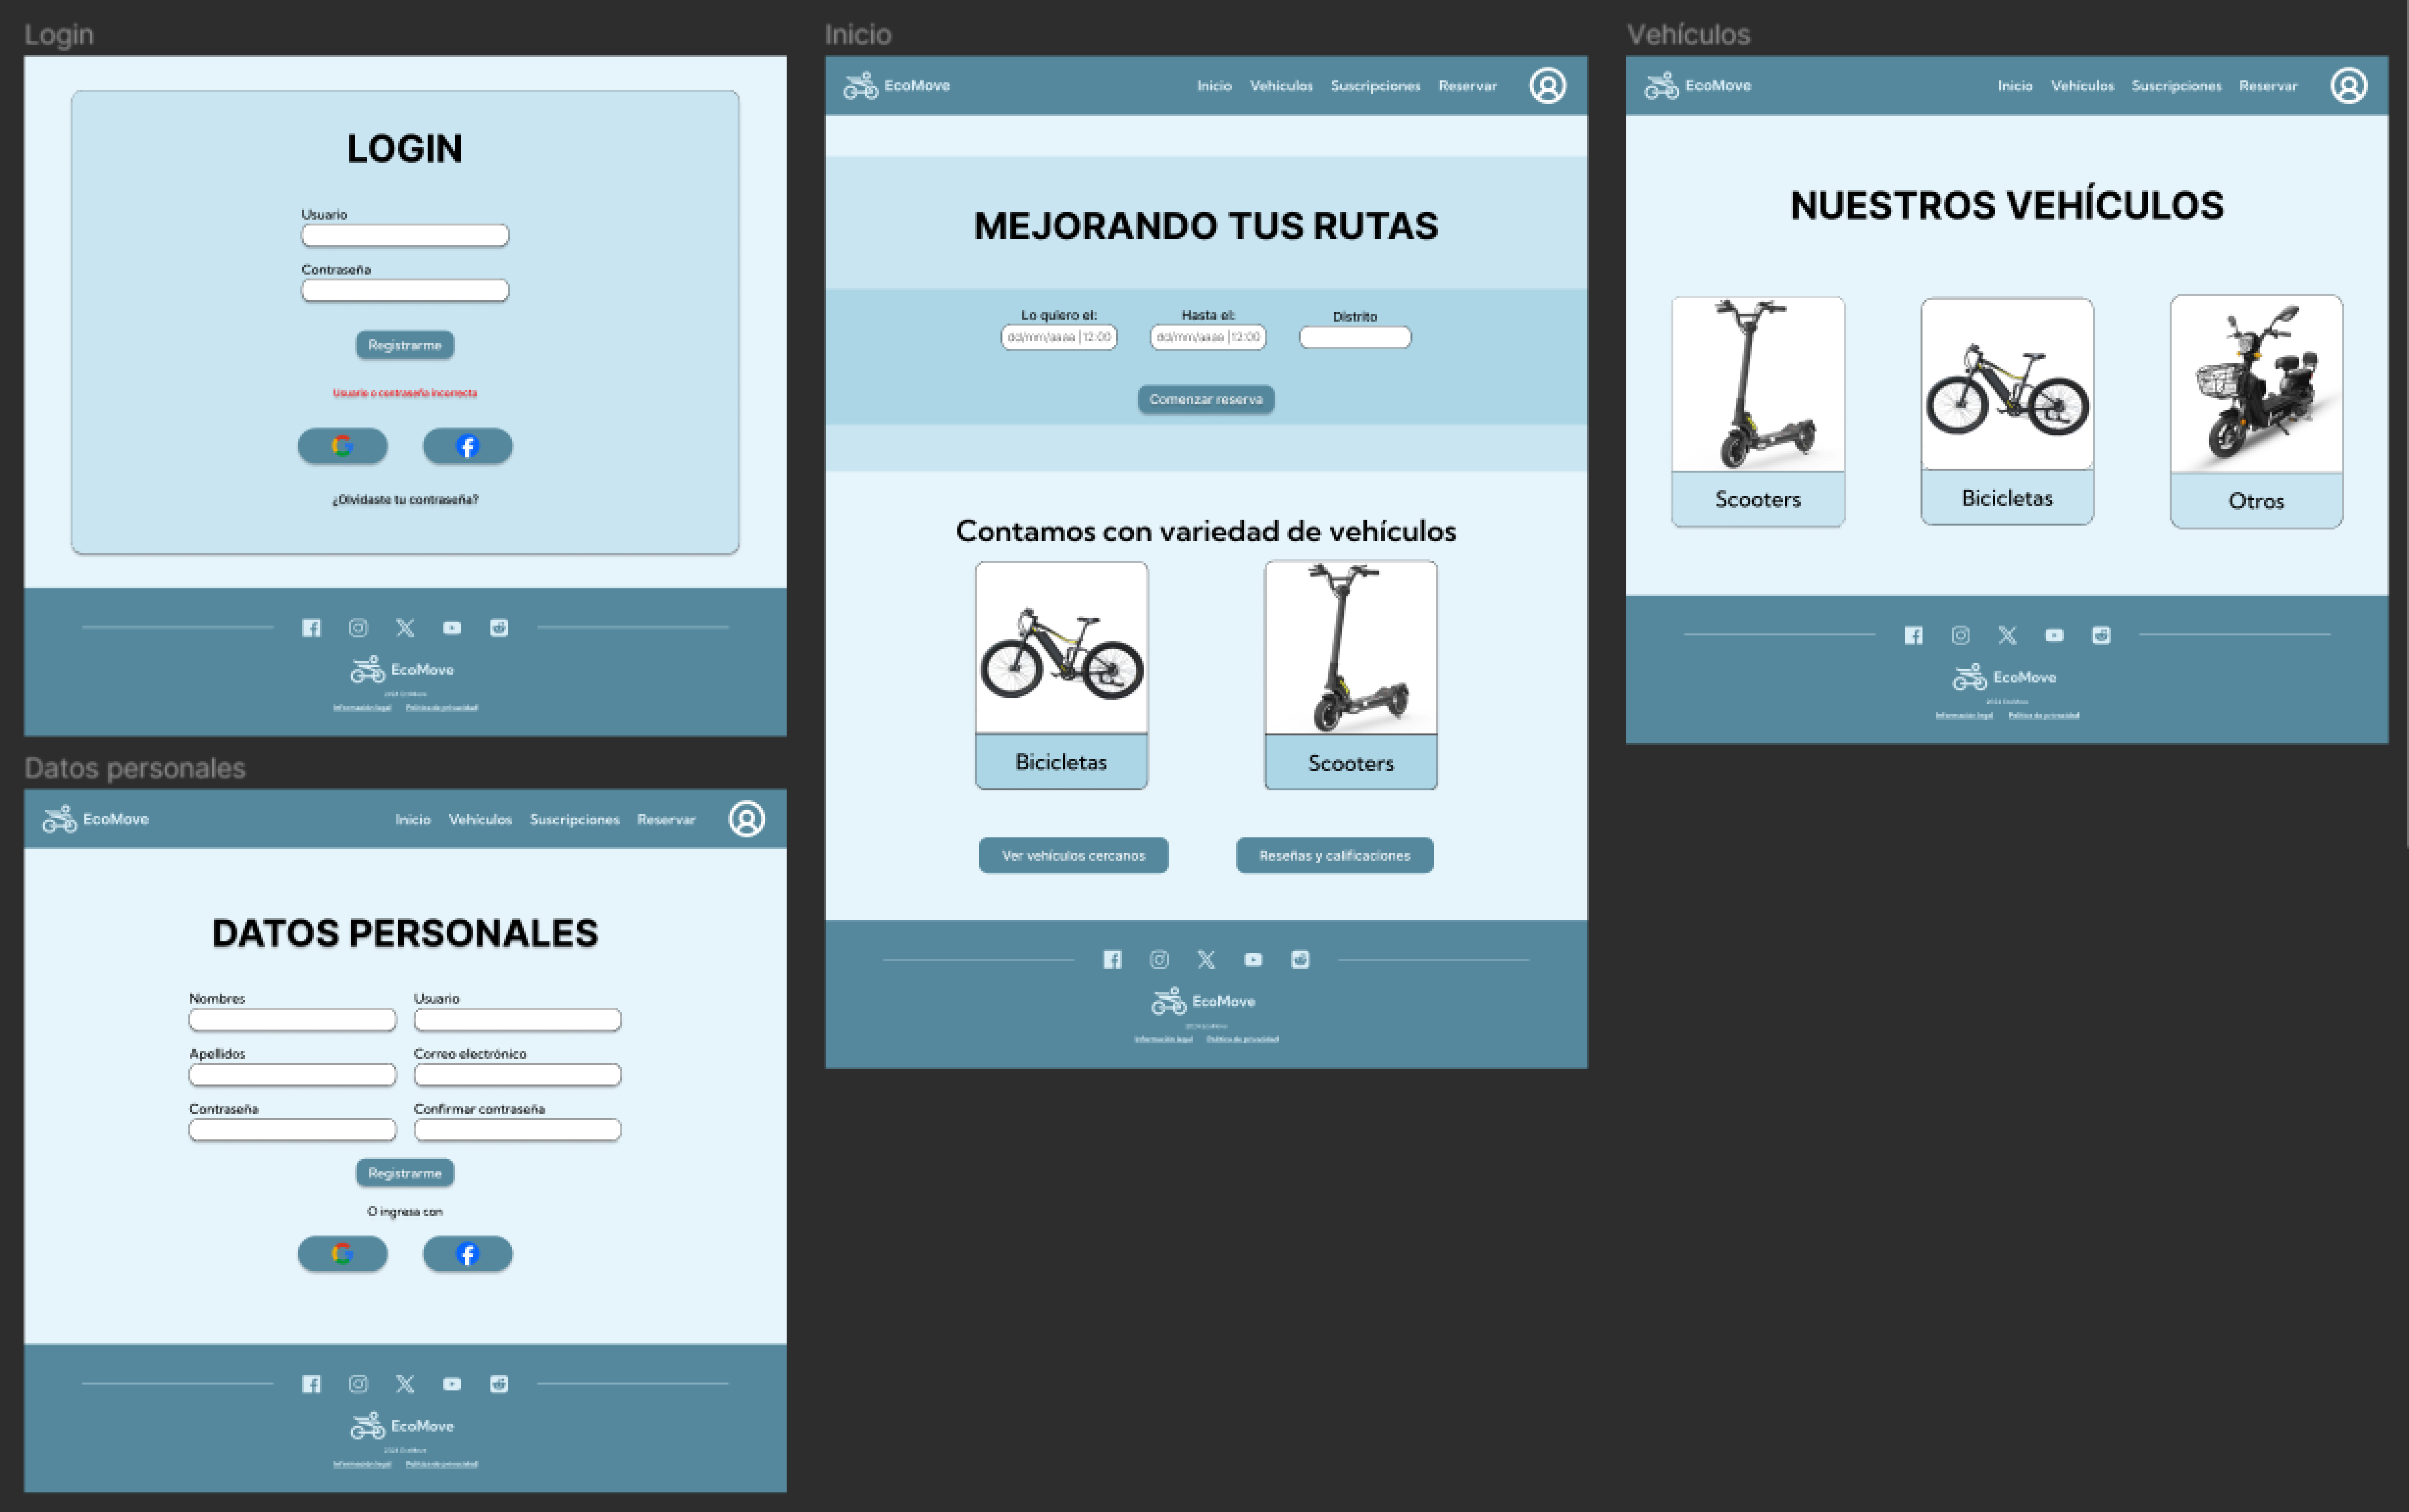 Login
LOGIN
Usuario
Contraseña
Registrarme
Usuario o contraseña incorrecta
¿Olvidaste tu contraseña?
EcoMove
2024 EcoMove
Información legal Política de privacidad
Datos personales
EcoMove Inicio Vehículos Suscripciones Reservar
DATOS PERSONALES
Nombres Usuario
Apellidos Correo electrónico
Contraseña Confirmar contraseña
Registrarme
O ingresa con
EcoMove
2024 EcoMove
Información legal Política de privacidad
Inicio
EcoMove Inicio Vehículos Suscripciones Reservar
MEJORANDO TUS RUTAS
Lo quiero el: Hasta el: Distrito
dd/mm/aaaa |12:00 dd/mm/aaaa |12:00
Comenzar reserva
Contamos con variedad de vehículos
Bicicletas Scooters
Ver vehículos cercanos Reseñas y calificaciones
EcoMove
2024 EcoMove
Información legal Política de privacidad
Vehículos
EcoMove Inicio Vehículos Suscripciones Reservar
NUESTROS VEHÍCULOS
Scooters Bicicletas Otros
EcoMove
2024 EcoMove
Información legal Política de privacidad